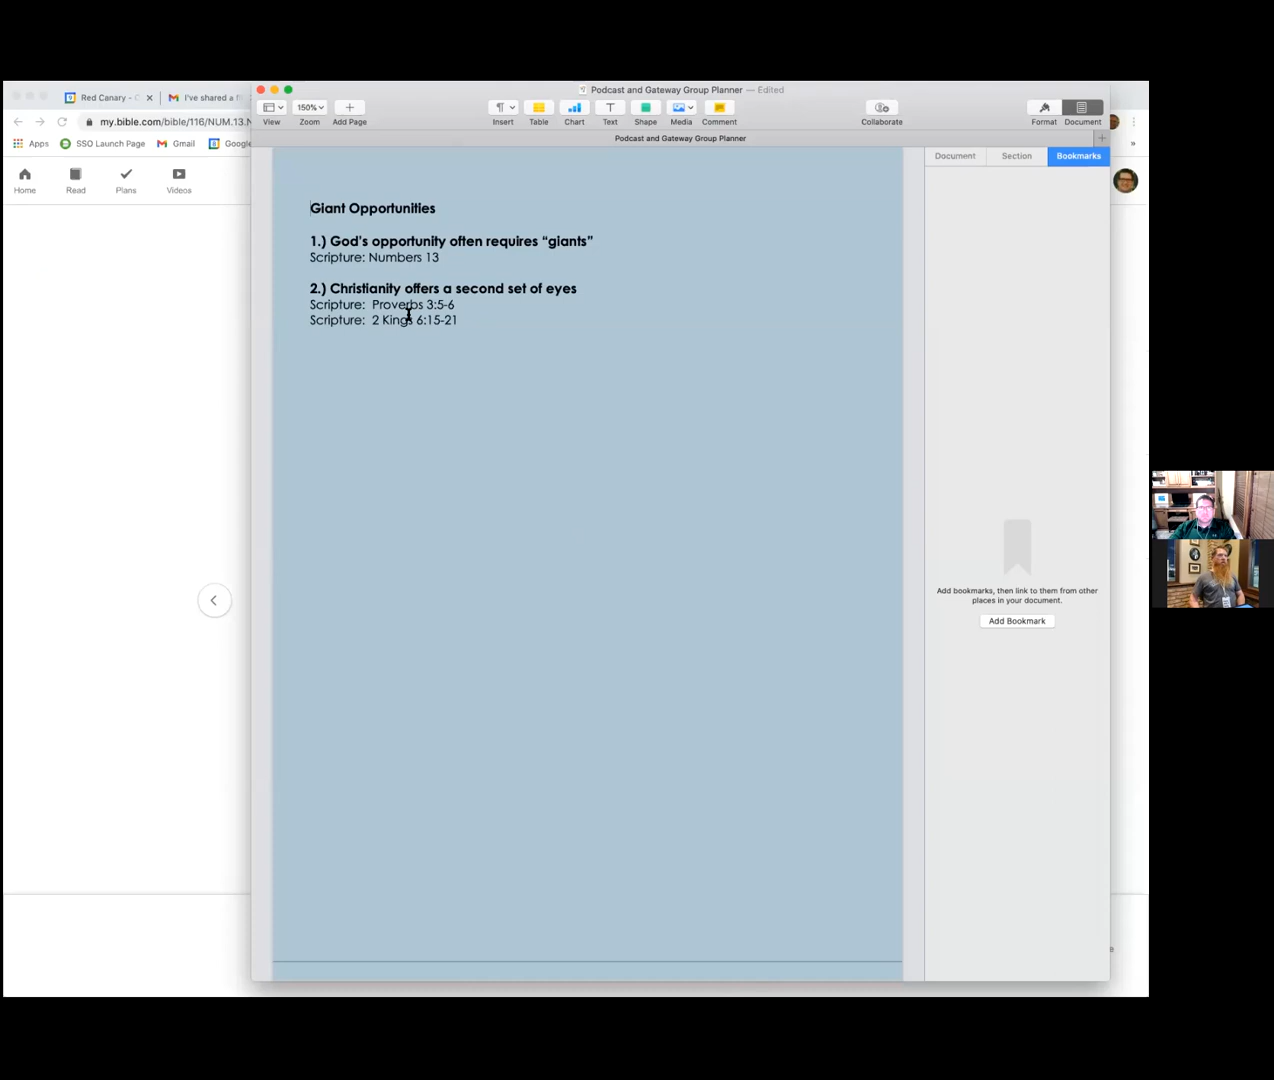 Podcast and Gateway Group Planner — Edited
Red Canary -
I've shared a
150%
View
Zoom
Add Page
Insert
Table
Chart
Text
Shape
Media
Comment
Collaborate
Format
Document
my.bible.com/bible/116/NUM.13.N
Apps
SSO Launch Page
Gmail
Google
Podcast and Gateway Group Planner
Document
Section
Bookmarks
Home
Read
Plans
Videos
Giant Opportunities
1.) God's opportunity often requires “giants”
Scripture: Numbers 13
2.) Christianity offers a second set of eyes
Scripture: Proverbs 3:5-6
Scripture: 2 Kings 6:15-21
Add bookmarks, then link to them from other
places in your document.
Add Bookmark